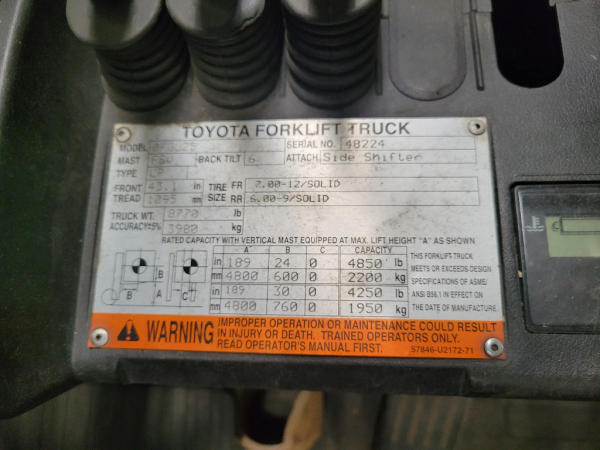 TOYOTA FORKLIFT TRUCK
MODEL SERIAL NO. 48224
MAST FSV BACK TILT 6 ATTACH. Side Shifter
TYPE LP
FRONT 43.1 in TIRE FR 7.00-12/SOLID
TREAD 1095 mm SIZE RR 6.00-9/SOLID
TRUCK WT. 8770 lb
ACCURACY±5% 3980 kg
RATED CAPACITY WITH VERTICAL MAST EQUIPPED AT MAX. LIFT HEIGHT "A" AS SHOWN
A B C CAPACITY
in 189 24 0 4850 lb
mm 4800 600 0 2200 kg
in 189 30 0 4250 lb
mm 4800 760 0 1950 kg
B
A
B
C
THIS FORKLIFT TRUCK
MEETS OR EXCEEDS DESIGN
SPECIFICATIONS OF ASME/
ANSI B56.1 IN EFFECT ON
THE DATE OF MANUFACTURE.
WARNING
IMPROPER OPERATION OR MAINTENANCE COULD RESULT
IN INJURY OR DEATH. TRAINED OPERATORS ONLY.
READ OPERATOR'S MANUAL FIRST.
57846-U2172-71